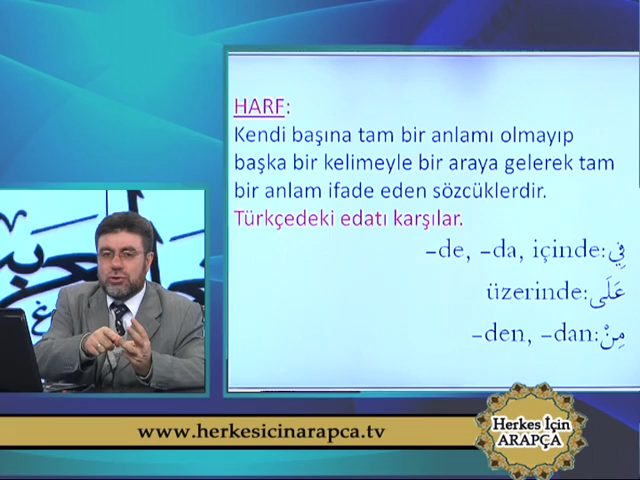 HARF:
Kendi başına tam bir anlamı olmayıp
başka bir kelimeyle bir araya gelerek tam
bir anlam ifade eden sözcüklerdir.
Türkçedeki edatı karşılar.
فِي:–de, –da, içinde
عَلَى:üzerinde
مِنْ:–den, –dan
www.herkesicinarapca.tv
Herkes İçin
ARAPÇA